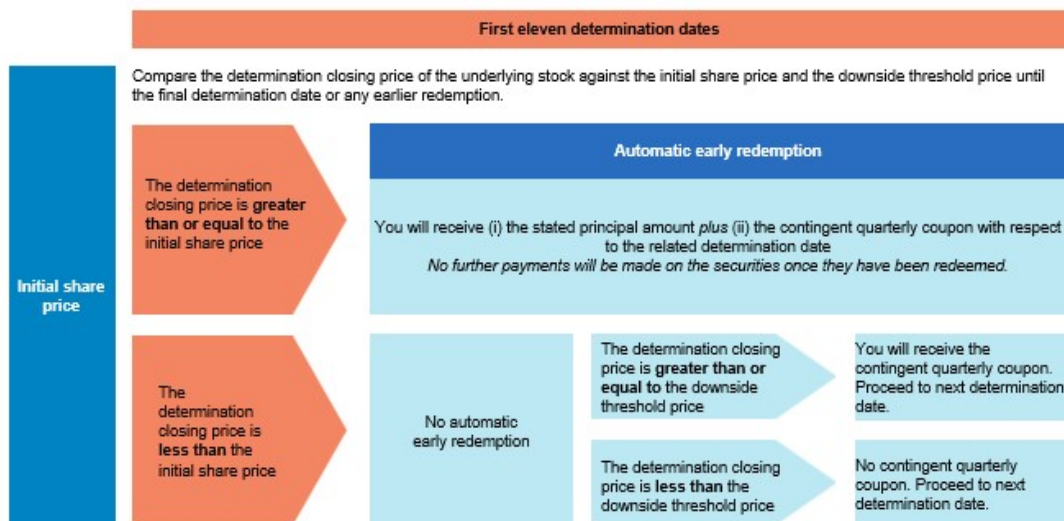 First eleven determination dates
Compare the determination closing price of the underlying stock against the initial share price and the downside threshold price until
the final determination date or any earlier redemption.
Initial share
price
The determination
closing price is greater
than or equal to the
initial share price
Automatic early redemption
You will receive (i) the stated principal amount plus (ii) the contingent quarterly coupon with respect
to the related determination date
No further payments will be made on the securities once they have been redeemed.
The
determination
closing price is
less than the
initial share price
No automatic
early redemption
The determination closing
price is greater than or
equal to the downside
threshold price
You will receive the
contingent quarterly coupon.
Proceed to next determination
date.
The determination closing
price is less than the
downside threshold price
No contingent quarterly
coupon. Proceed to next
determination date.